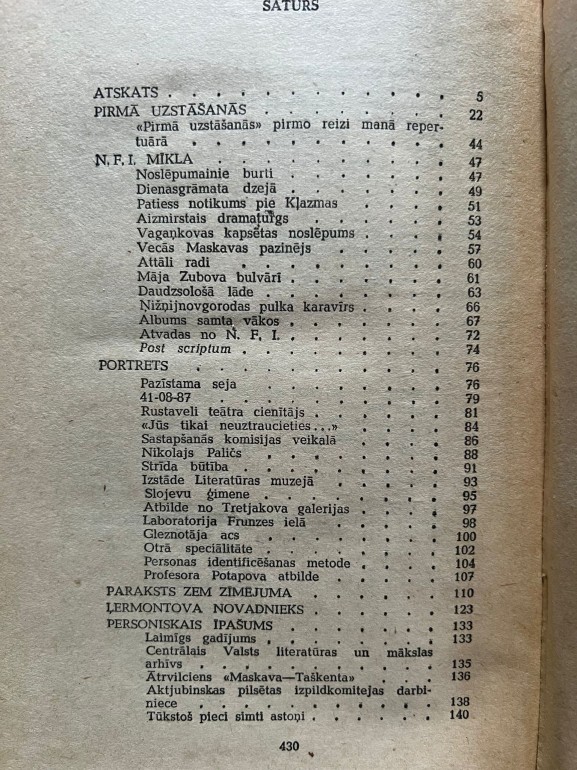 SATURS
ATSKATS . . . . . . . . . . . . . 5
PIRMĀ UZSTĀŠANĀS . . . . . . . . 22
«Pirmā uzstāšanās» pirmo reizi manā reper-
tuārā . . . . . . . . . . . 44
Ņ. F. I. MĪKLA . . . . . . . . . . 47
Noslēpumainie burti . . . . . . . 47
Dienasgrāmata dzejā . . . . . . . 49
Patiess notikums pie Kļazmas . . . . 51
Aizmirstais dramaturgs . . . . . . 53
Vagaņkovas kapsētas noslēpums . . . . 54
Vecās Maskavas pazinējs . . . . . . 57
Attāli radi . . . . . . . . . . 60
Māja Zubova bulvārī . . . . . . . 61
Daudzsološā lāde . . . . . . . . 63
Ņižņijnovgorodas pulka karavīrs . . . . 66
Albums samta vākos . . . . . . . 67
Atvadas no Ņ. F. I. . . . . . . . 72
Post scriptum . . . . . . . . . 74
PORTRETS . . . . . . . . . . . 76
Pazīstama seja . . . . . . . . . 76
41-08-87 . . . . . . . . . . . 79
Rustaveli teātra cienītājs . . . . . . 81
«Jūs tikai neuztraucieties...» . . . . . 84
Sastapšanās komisijas veikalā . . . . . 86
Nikolajs Paličs . . . . . . . . . 88
Strīda būtība . . . . . . . . . . 91
Izstāde Literatūras muzejā . . . . . 93
Slojevu ģimene . . . . . . . . . 95
Atbilde no Tretjakova galerijas . . . . 97
Laboratorija Frunzes ielā . . . . . . 98
Gleznotāja acs . . . . . . . . . 100
Otrā speciālitāte . . . . . . . . 102
Personas identificēšanas metode . . . . 104
Profesora Potapova atbilde . . . . . 107
PARAKSTS ZEM ZĪMĒJUMA . . . . . . 110
ĻERMONTOVA NOVADNIEKS . . . . . . 123
PERSONISKAIS ĪPAŠUMS . . . . . . . 133
Laimīgs gadījums . . . . . . . . 133
Centrālais Valsts literatūras un mākslas
arhīvs . . . . . . . . . . . 135
Ātrvilciens «Maskava—Taškenta» . . . . 136
Aktjubinskas pilsētas izpildkomitejas darbi-
niece . . . . . . . . . . . 138
Tūkstoš pieci simti astoņi . . . . . . 140
430